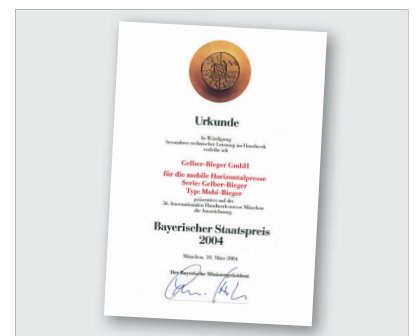 Urkunde
In Würdigung
besonderer technischer Leistung im Handwerk
verleihe ich
Gelber-Bieger GmbH
für die mobile Horizontalpresse
Serie: Gelber-Bieger
Typ: Mobi-Bieger
präsentiert auf der
56. Internationalen Handwerksmesse München
die Auszeichnung
Bayerischer Staatspreis
2004
München, 18. März 2004
Der Bayerische Ministerpräsident